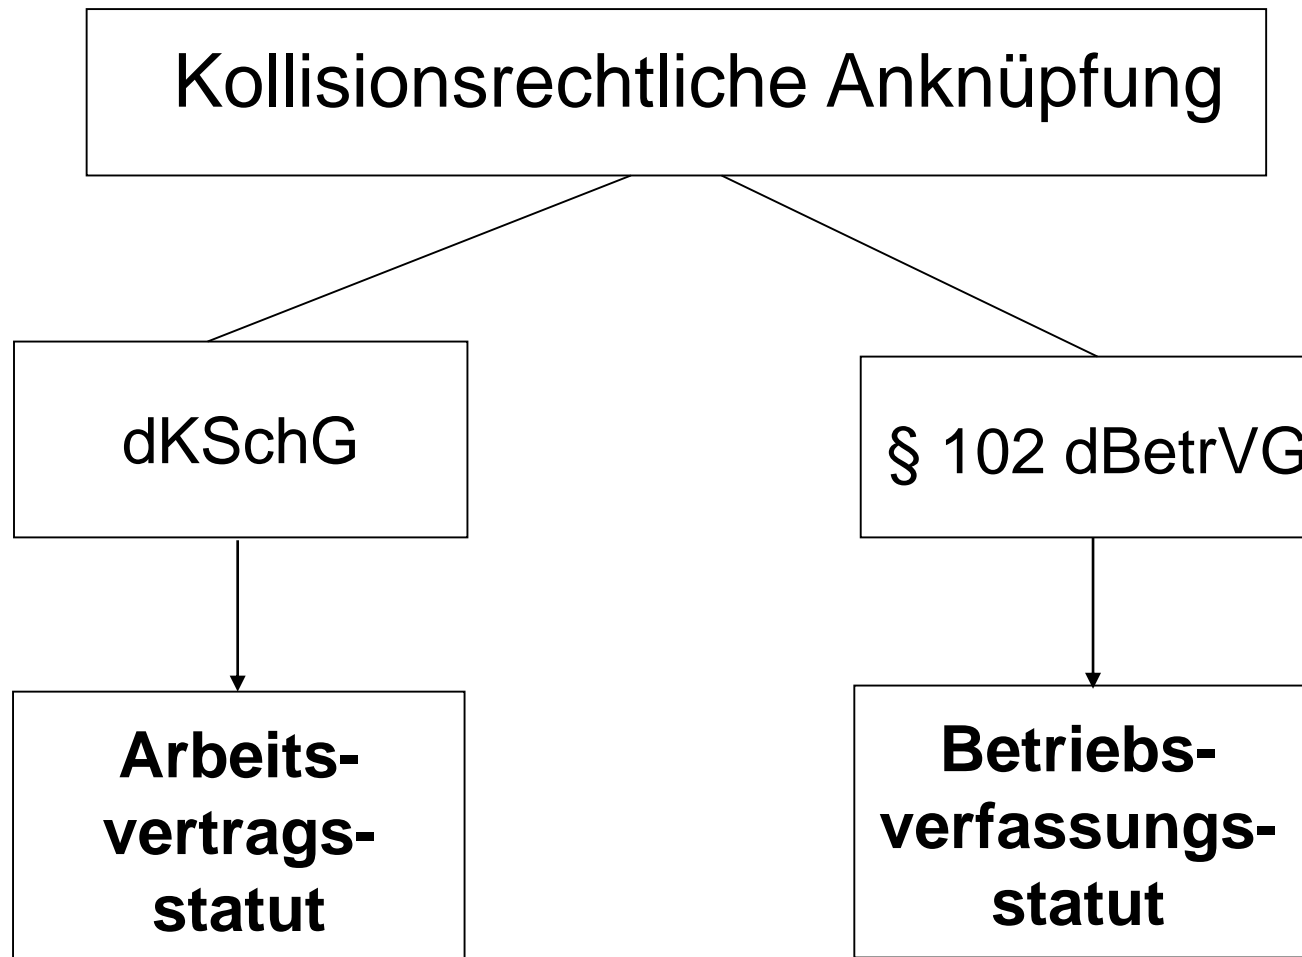 Kollisionsrechtliche Anknüpfung
dKSchG
§ 102 dBetrVG
Arbeits-
vertrags-
statut
Betriebs-
verfassungs-
statut